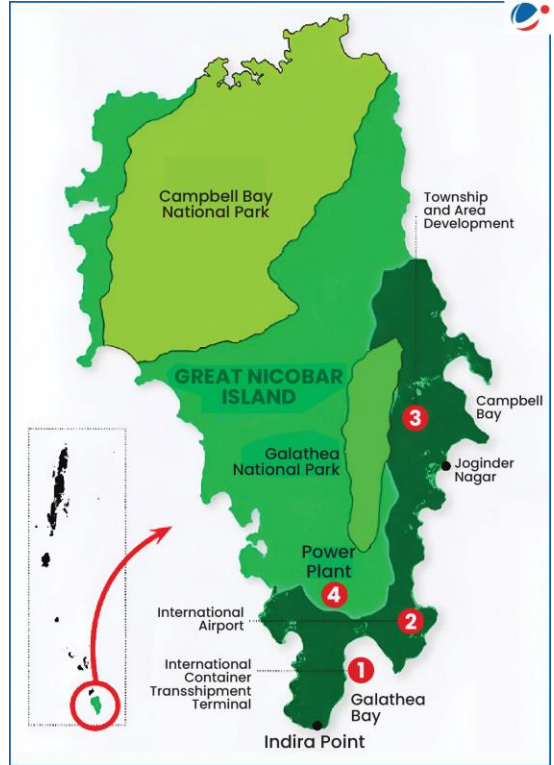 Campbell Bay
National Park
Township
and Area
Development
GREAT NICOBAR
ISLAND
3
Campbell
Bay
Galathea
National Park
Joginder
Nagar
Power
Plant
4
International
Airport
2
International
Container
Transshipment
Terminal
1
Galathea
Bay
Indira Point